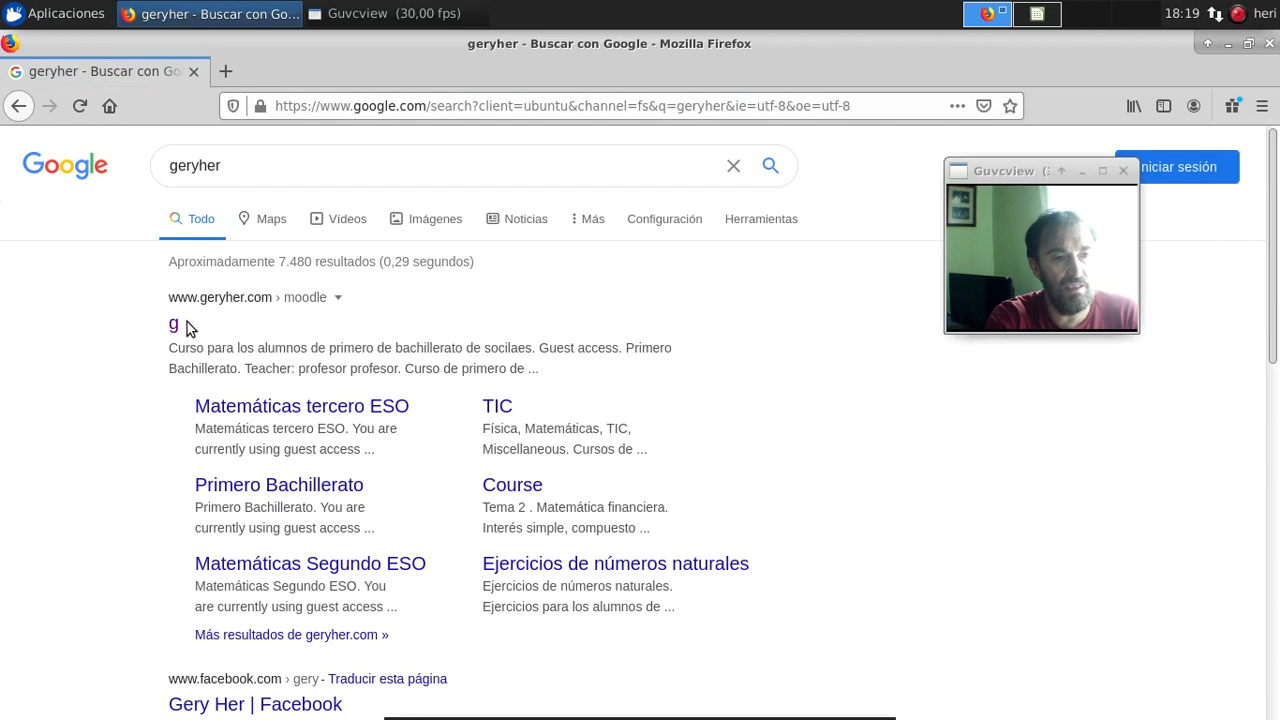 Aplicaciones
geryher - Buscar con Go...
Guvcview (30,00 fps)
18:19
heri
geryher - Buscar con Google - Mozilla Firefox
geryher - Buscar con Go
https://www.google.com/search?client=ubuntu&channel=fs&q=geryher&ie=utf-8&oe=utf-8
Google
geryher
Guvcview (
niciar sesión
Todo
Maps
Vídeos
Imágenes
Noticias
Más
Configuración
Herramientas
Aproximadamente 7.480 resultados (0,29 segundos)
www.geryher.com › moodle
g
Curso para los alumnos de primero de bachillerato de socilaes. Guest access. Primero
Bachillerato. Teacher: profesor profesor. Curso de primero de ...
Matemáticas tercero ESO
Matemáticas tercero ESO. You are
currently using guest access ...
TIC
Física, Matemáticas, TIC,
Miscellaneous. Cursos de ...
Primero Bachillerato
Primero Bachillerato. You are
currently using guest access ...
Course
Tema 2 . Matemática financiera.
Interés simple, compuesto ...
Matemáticas Segundo ESO
Matemáticas Segundo ESO. You
are currently using guest access ...
Ejercicios de números naturales
Ejercicios de números naturales.
Ejercicios para los alumnos de ...
Más resultados de geryher.com »
www.facebook.com › gery - Traducir esta página
Gery Her | Facebook